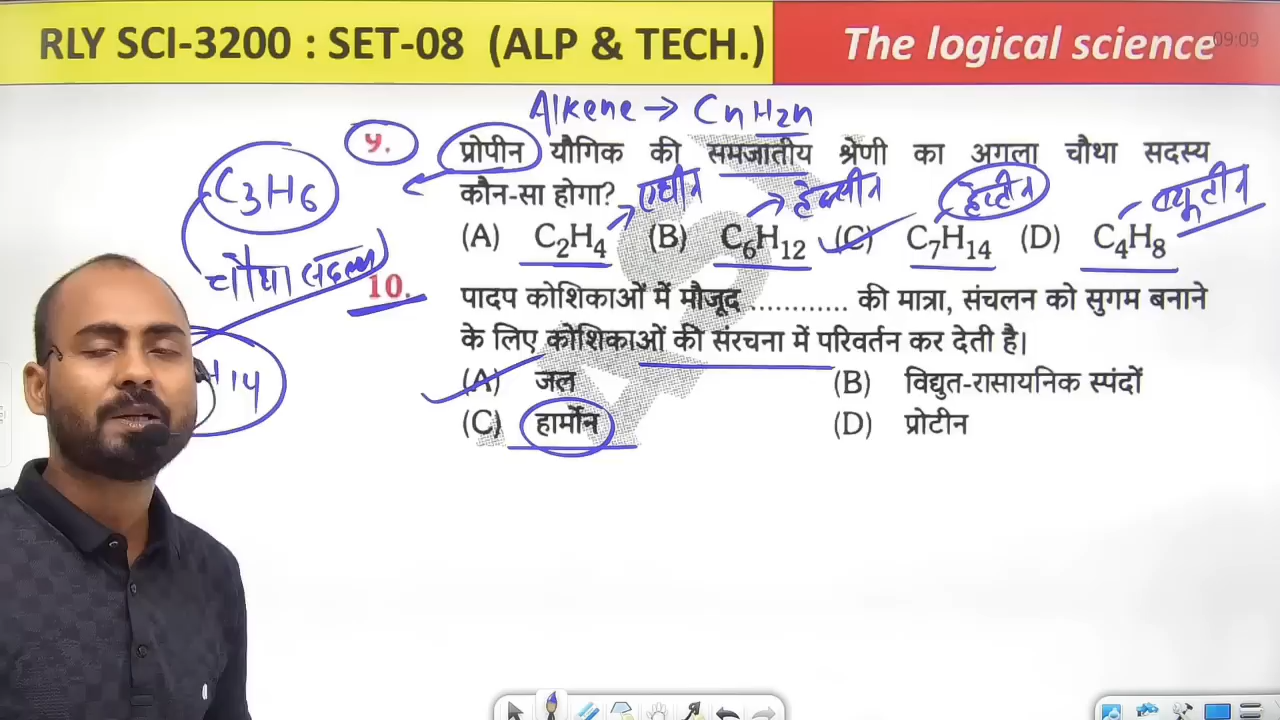 RLY SCI-3200 : SET-08 (ALP & TECH.)
The logical science
09:09
Alkene → CnH2n
9. प्रोपीन यौगिक की समजातीय श्रेणी का अगला चौथा सदस्य
कौन-सा होगा?
एथीन हेक्सीन हेप्टीन ब्यूटीन
(A) C₂H₄ (B) C₆H₁₂ (C) C₇H₁₄ (D) C₄H₈
C3H6
चौथा सदस्य
H14
10. पादप कोशिकाओं में मौजूद ............ की मात्रा, संचलन को सुगम बनाने
के लिए कोशिकाओं की संरचना में परिवर्तन कर देती है।
(A) जल (B) विद्युत-रासायनिक स्पंदों
(C) हार्मोन (D) प्रोटीन